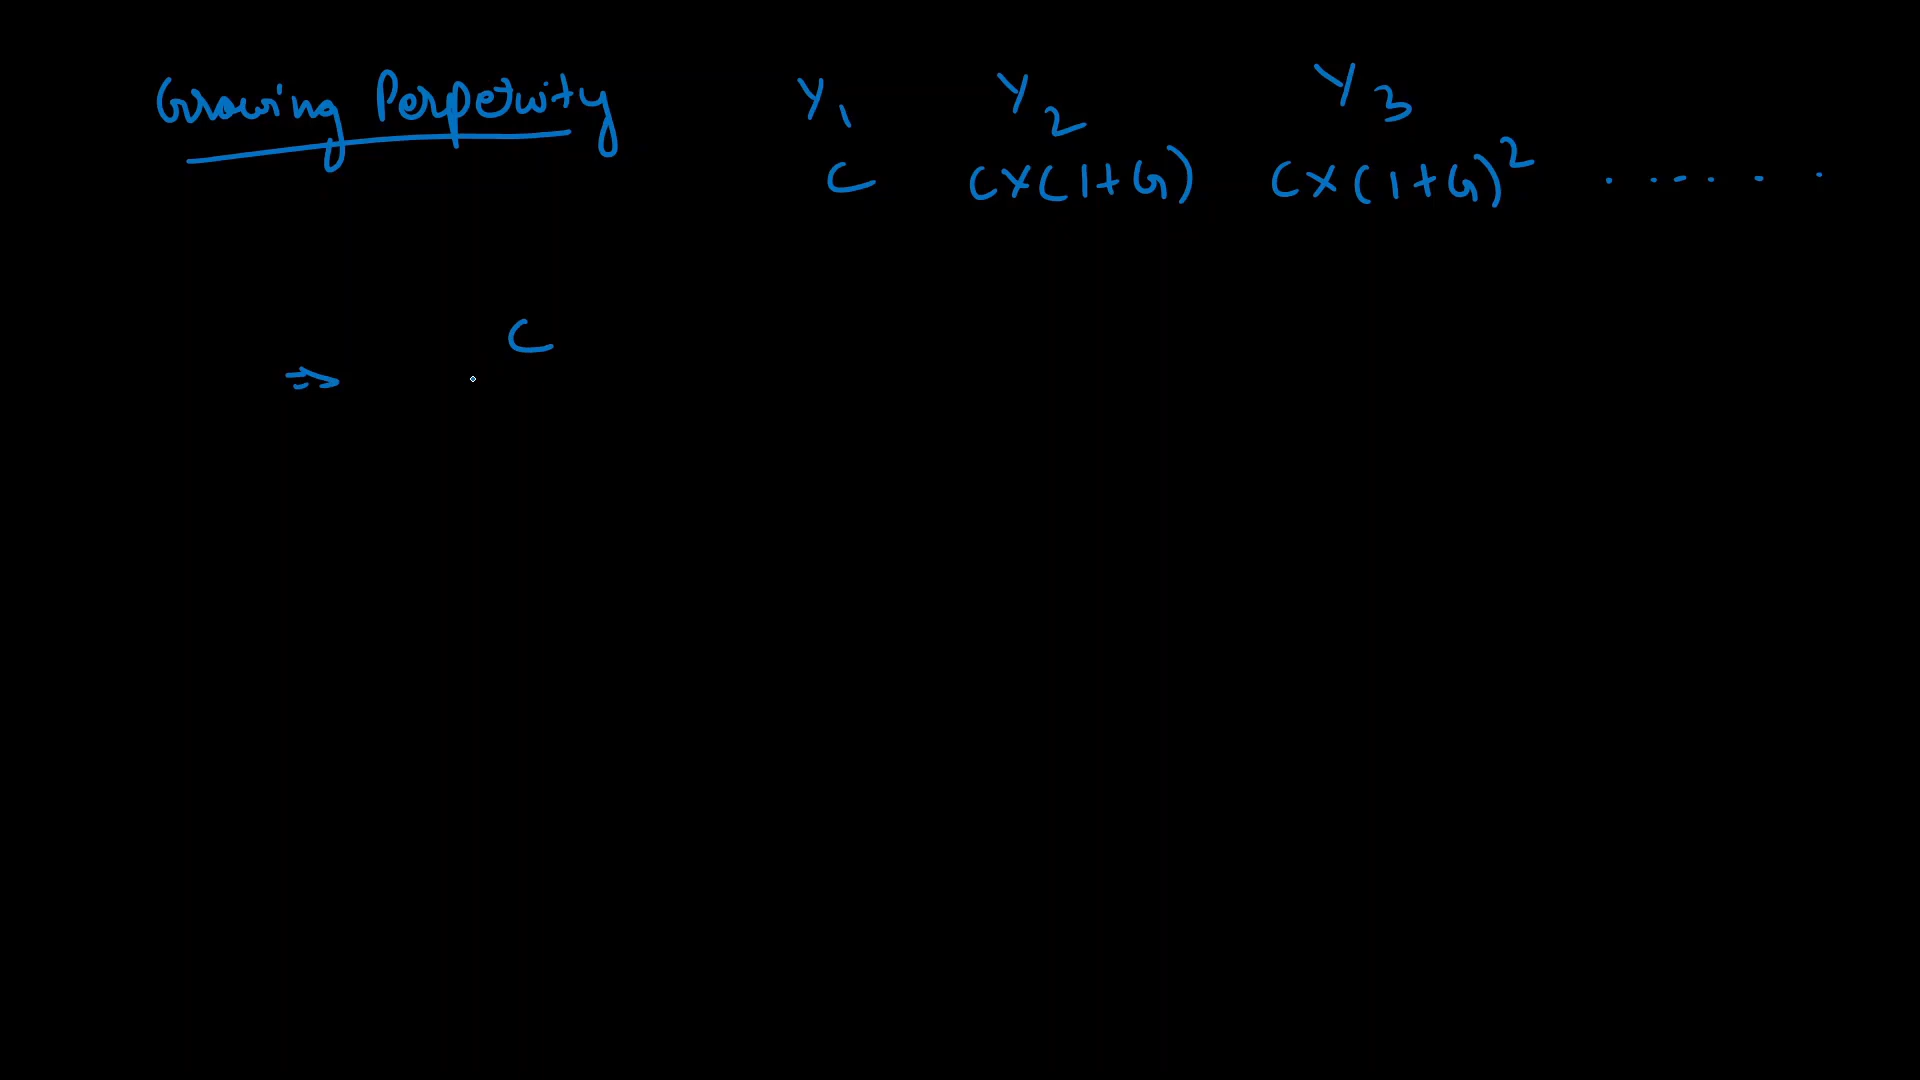 Growing Perpetuity
Y1 Y2 Y3
C C×(1+G) C×(1+G)² ......
⇒ C